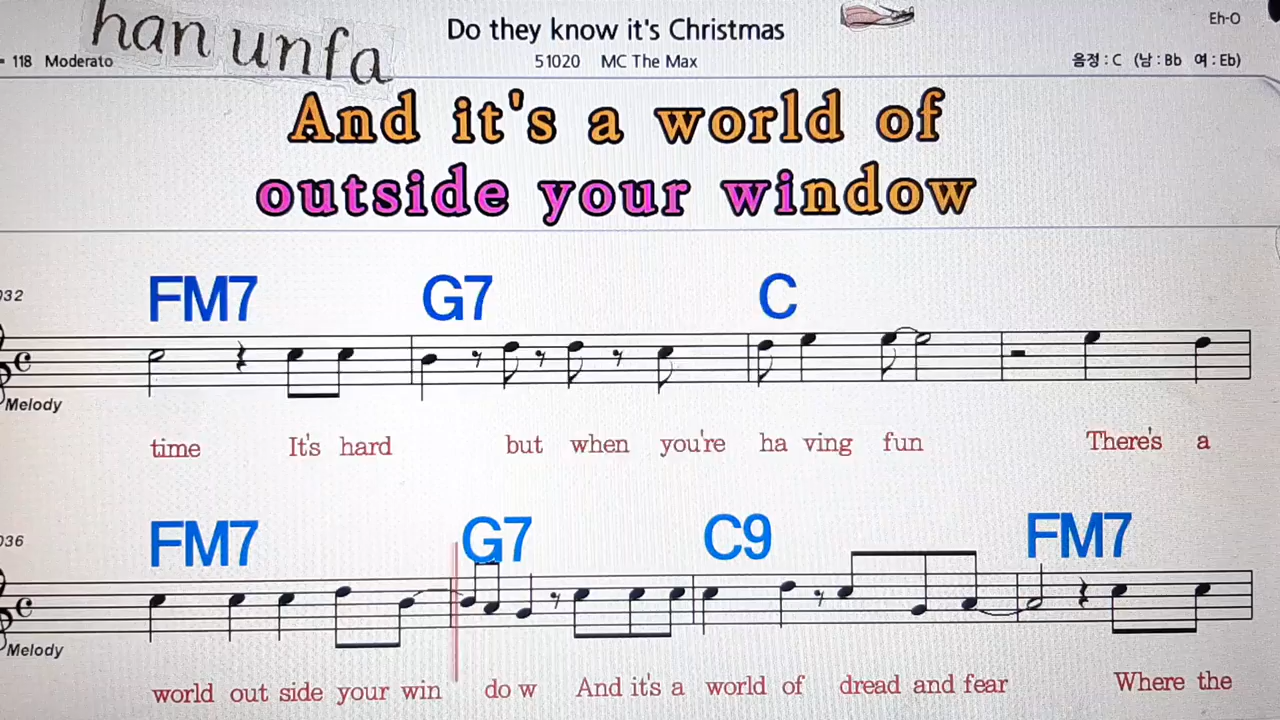 han unfa
Do they know it's Christmas
Eh-O
118 Moderato
51020 MC The Max
음정 : C (남 : Bb 여 : Eb)
And it's a world of
outside your window
FM7 G7 C
032
Melody
time It's hard but when you're ha ving fun There's a
FM7 G7 C9 FM7
036
Melody
world out side your win do w And it's a world of dread and fear Where the